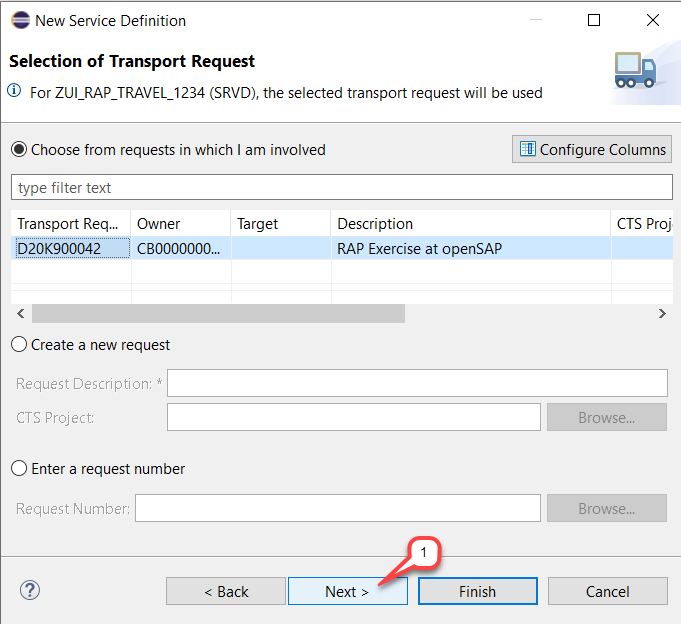 New Service Definition
Selection of Transport Request
For ZUI_RAP_TRAVEL_1234 (SRVD), the selected transport request will be used
Choose from requests in which I am involved
Configure Columns
type filter text
Transport Req... Owner Target Description CTS Proj
D20K900042 CB0000000... RAP Exercise at openSAP
Create a new request
Request Description: *
CTS Project: Browse...
Enter a request number
Request Number: Browse...
1
? < Back Next > Finish Cancel